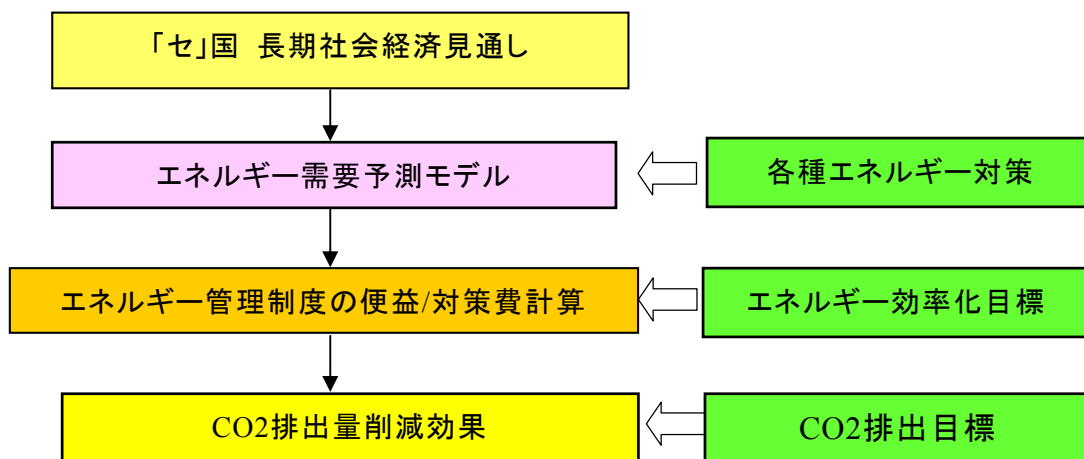 「セ」国 長期社会経済見通し
エネルギー需要予測モデル
各種エネルギー対策
エネルギー管理制度の便益/対策費計算
エネルギー効率化目標
CO2排出量削減効果
CO2排出目標